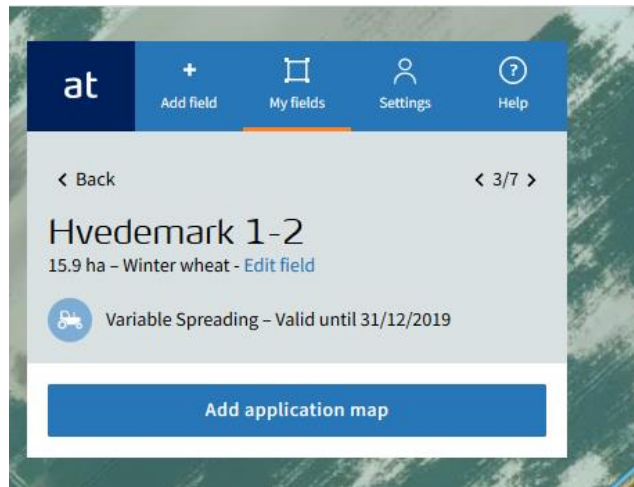 at
+ Add field
My fields
Settings
? Help
< Back
< 3/7 >
Hvedemark 1-2
15.9 ha – Winter wheat - Edit field
Variable Spreading – Valid until 31/12/2019
Add application map